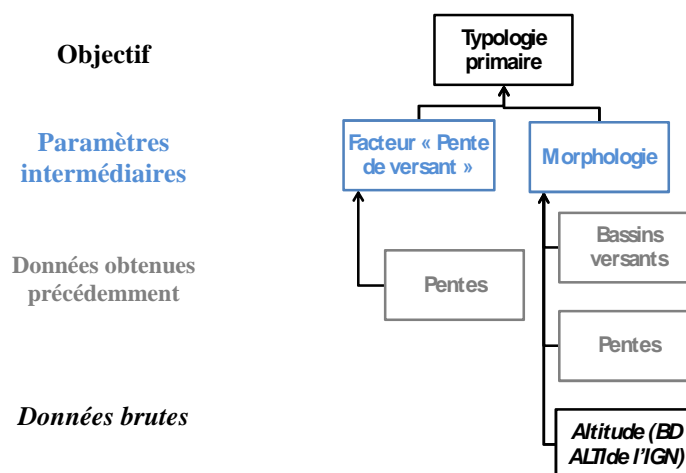 Objectif
Typologie
primaire
Paramètres
intermédiaires
Facteur « Pente
de versant »
Morphologie
Données obtenues
précédemment
Pentes
Bassins
versants
Pentes
Données brutes
Altitude (BD
ALTI de l'IGN)